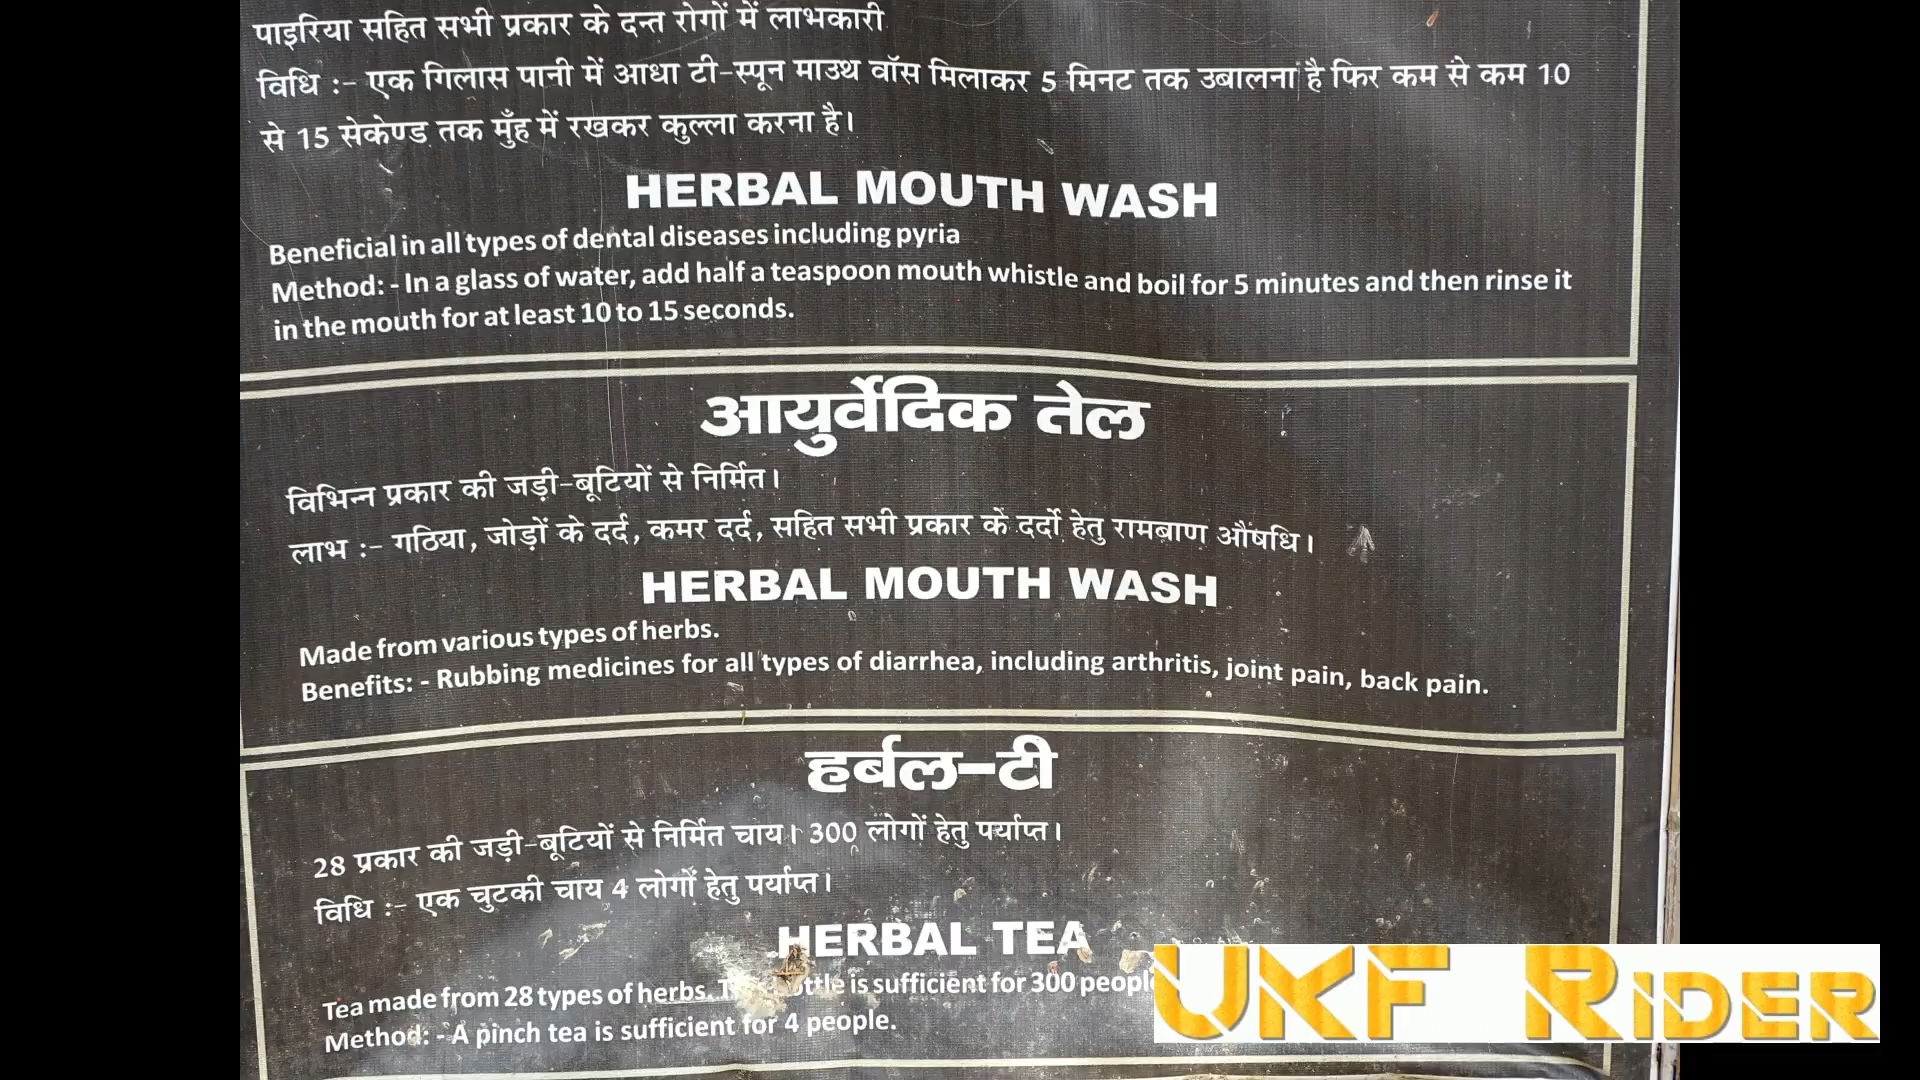 पाइरिया सहित सभी प्रकार के दन्त रोगों में लाभकारी
विधि :- एक गिलास पानी में आधा टी-स्पून माउथ वॉस मिलाकर 5 मिनट तक उबालना है फिर कम से कम 10
से 15 सेकेण्ड तक मुँह में रखकर कुल्ला करना है।
HERBAL MOUTH WASH
Beneficial in all types of dental diseases including pyria
Method: - In a glass of water, add half a teaspoon mouth whistle and boil for 5 minutes and then rinse it
in the mouth for at least 10 to 15 seconds.
आयुर्वेदिक तेल
विभिन्न प्रकार की जड़ी-बूटियों से निर्मित।
लाभ :- गठिया, जोड़ों के दर्द, कमर दर्द, सहित सभी प्रकार के दर्दो हेतु रामबाण औषधि।
HERBAL MOUTH WASH
Made from various types of herbs.
Benefits: - Rubbing medicines for all types of diarrhea, including arthritis, joint pain, back pain.
हर्बल-टी
28 प्रकार की जड़ी-बूटियों से निर्मित चाय। 300 लोगों हेतु पर्याप्त।
विधि :- एक चुटकी चाय 4 लोगों हेतु पर्याप्त।
HERBAL TEA
Tea made from 28 types of herbs. is sufficient for 300
Method: - A pinch tea is sufficient for 4 people.
UKF RIDER